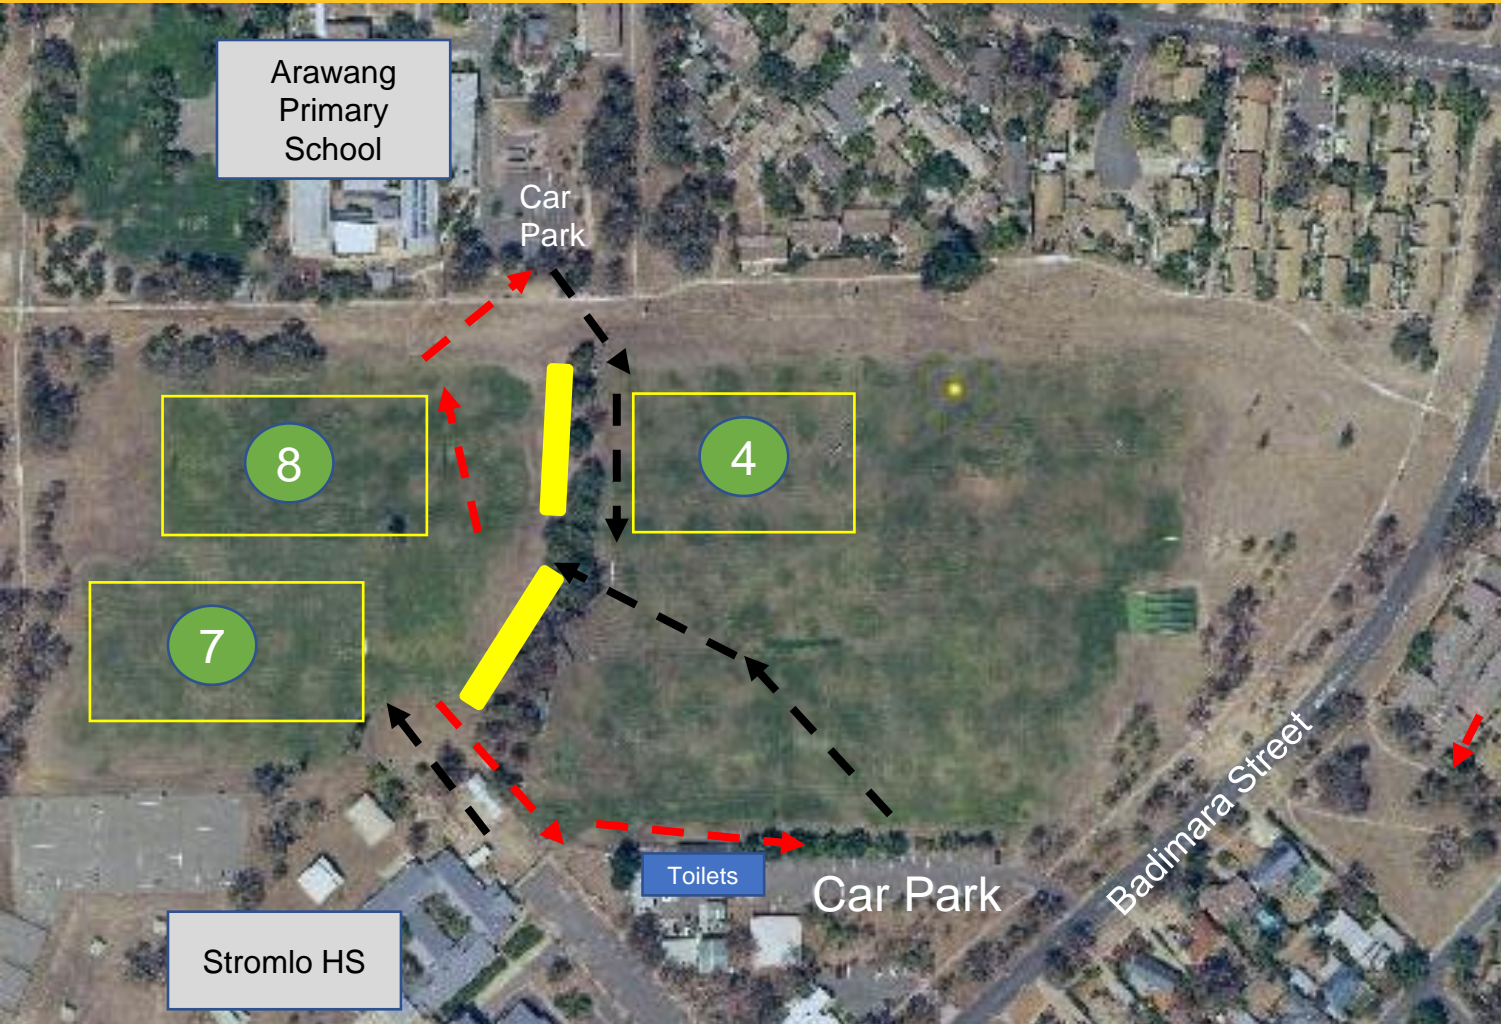 Arawang
Primary
School
Car
Park
8
4
7
Badimara Street
Toilets
Car Park
Stromlo HS